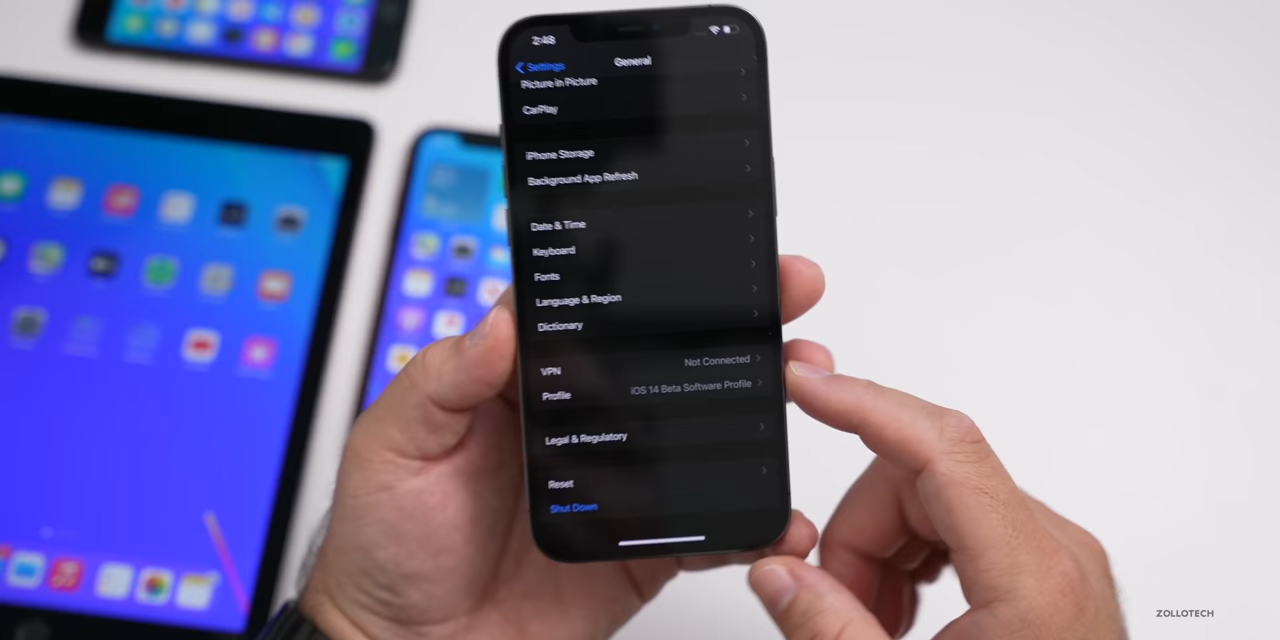 2:48
Settings
General
Picture in Picture
CarPlay
iPhone Storage
Background App Refresh
Date & Time
Keyboard
Fonts
Language & Region
Dictionary
VPN Not Connected
Profile iOS 14 Beta Software Profile
Legal & Regulatory
Reset
Shut Down
ZOLLOTECH